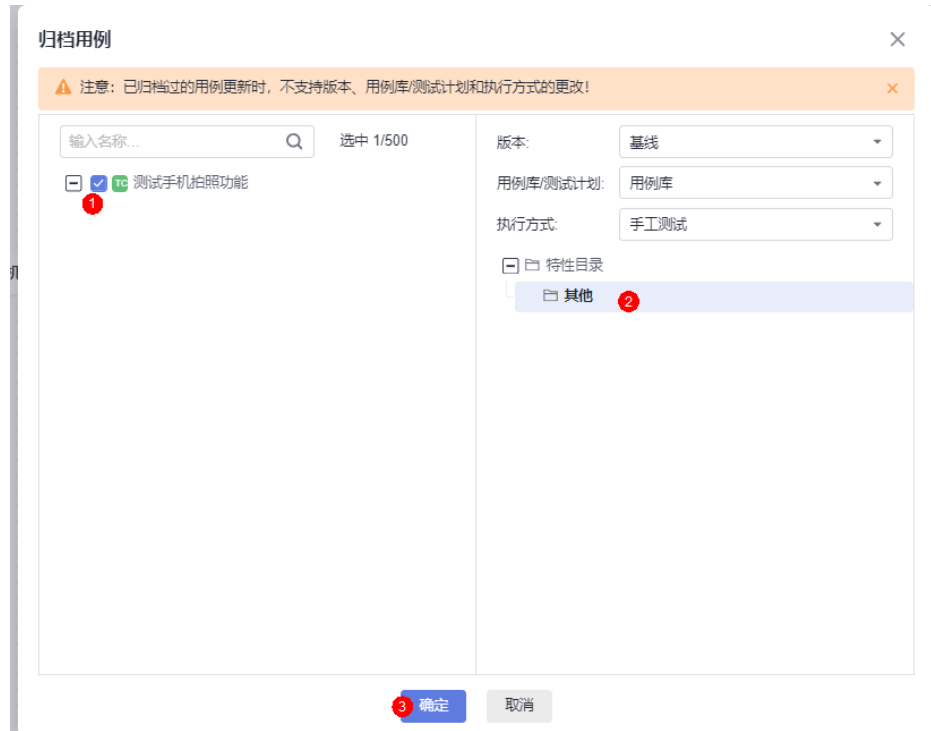 归档用例
注意：已归档过的用例更新时，不支持版本、用例库/测试计划和执行方式的更改！
输入名称...
选中 1/500
TC 测试手机拍照功能
1
版本:
基线
用例库/测试计划:
用例库
执行方式:
手工测试
特性目录
其他
2
3
确定
取消